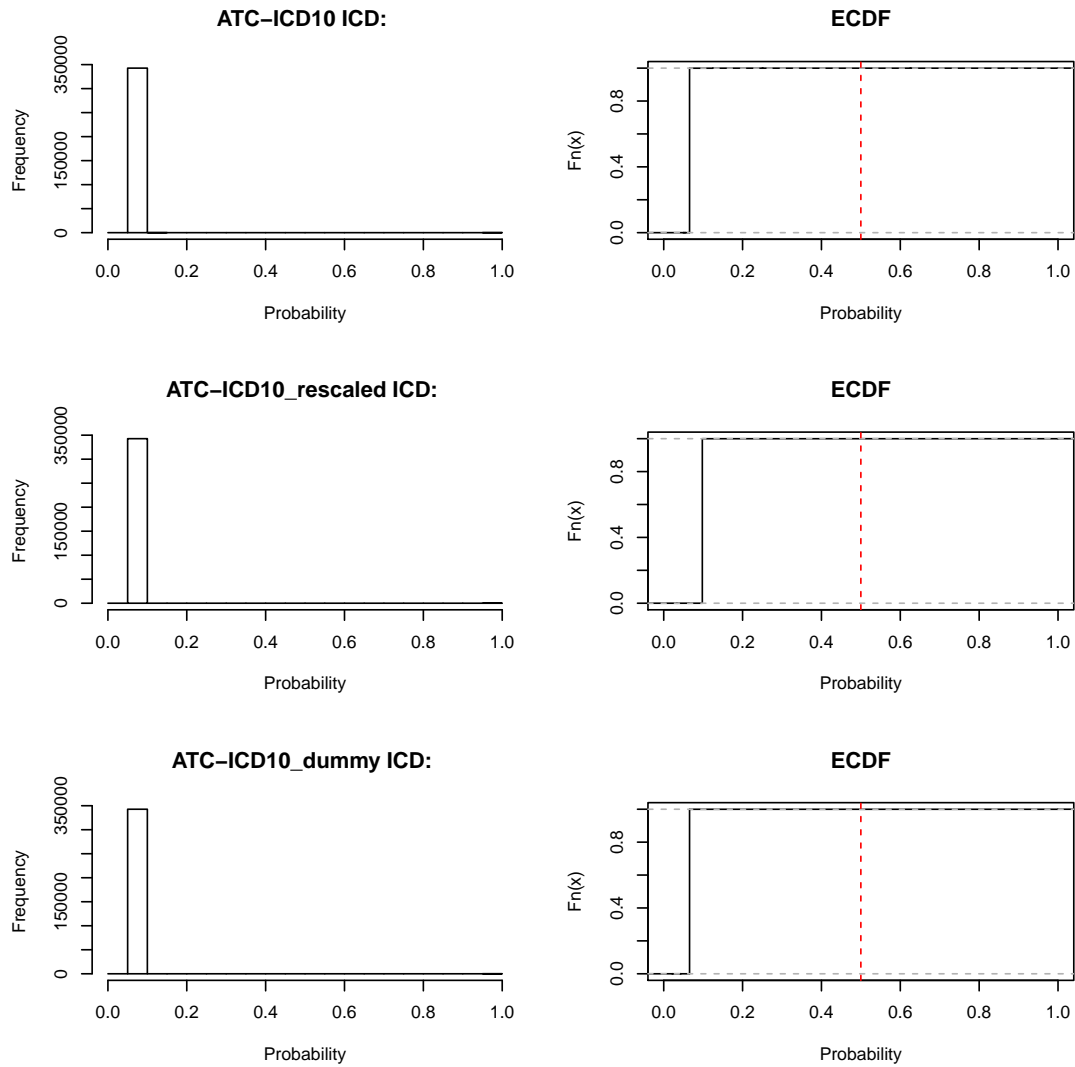 ATC−ICD10 ICD:
Frequency
0 150000 350000
0.0 0.2 0.4 0.6 0.8 1.0
Probability
ECDF
Fn(x)
0.0 0.4 0.8
0.0 0.2 0.4 0.6 0.8 1.0
Probability
ATC−ICD10_rescaled ICD:
Frequency
0 150000 350000
0.0 0.2 0.4 0.6 0.8 1.0
Probability
ECDF
Fn(x)
0.0 0.4 0.8
0.0 0.2 0.4 0.6 0.8 1.0
Probability
ATC−ICD10_dummy ICD:
Frequency
0 150000 350000
0.0 0.2 0.4 0.6 0.8 1.0
Probability
ECDF
Fn(x)
0.0 0.4 0.8
0.0 0.2 0.4 0.6 0.8 1.0
Probability